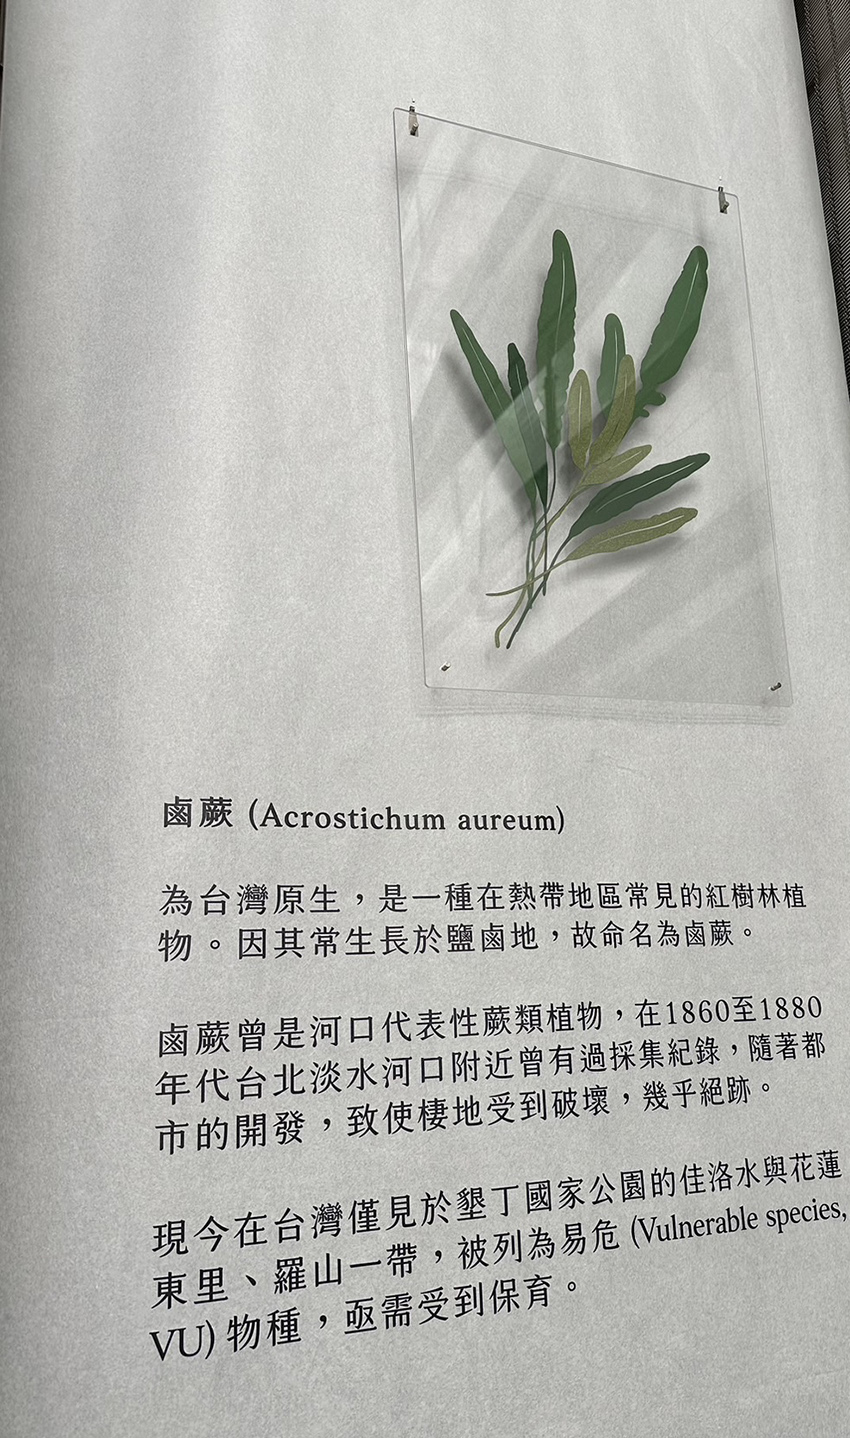 鹵蕨 (Acrostichum aureum)
為台灣原生，是一種在熱帶地區常見的紅樹林植
物。因其常生長於鹽鹵地，故命名為鹵蕨。
鹵蕨曾是河口代表性蕨類植物，在1860至1880
年代台北淡水河口附近曾有過採集紀錄，隨著都
市的開發，致使棲地受到破壞，幾乎絕跡。
現今在台灣僅見於墾丁國家公園的佳洛水與花蓮
東里、羅山一帶，被列為易危 (Vulnerable species,
VU) 物種，亟需受到保育。